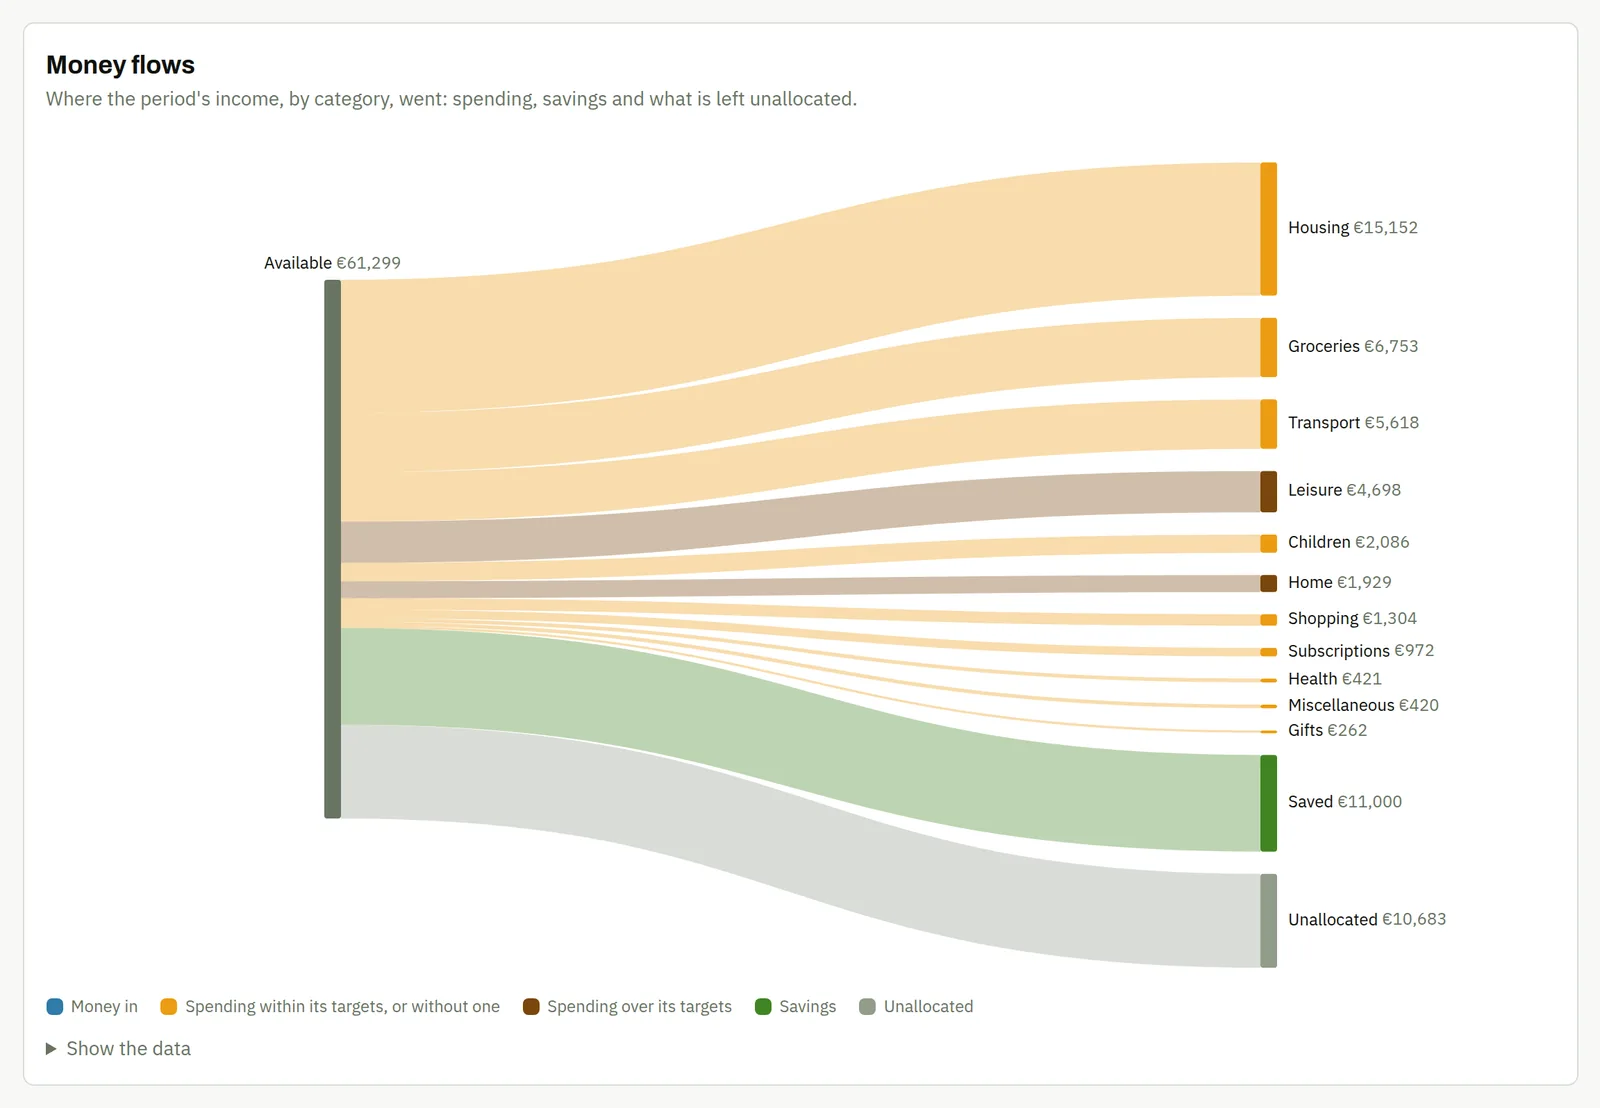 Money flows
Where the period's income, by category, went: spending, savings and what is left unallocated.
Available €61,299
Housing €15,152
Groceries €6,753
Transport €5,618
Leisure €4,698
Children €2,086
Home €1,929
Shopping €1,304
Subscriptions €972
Health €421
Miscellaneous €420
Gifts €262
Saved €11,000
Unallocated €10,683
Money in Spending within its targets, or without one Spending over its targets Savings Unallocated
Show the data